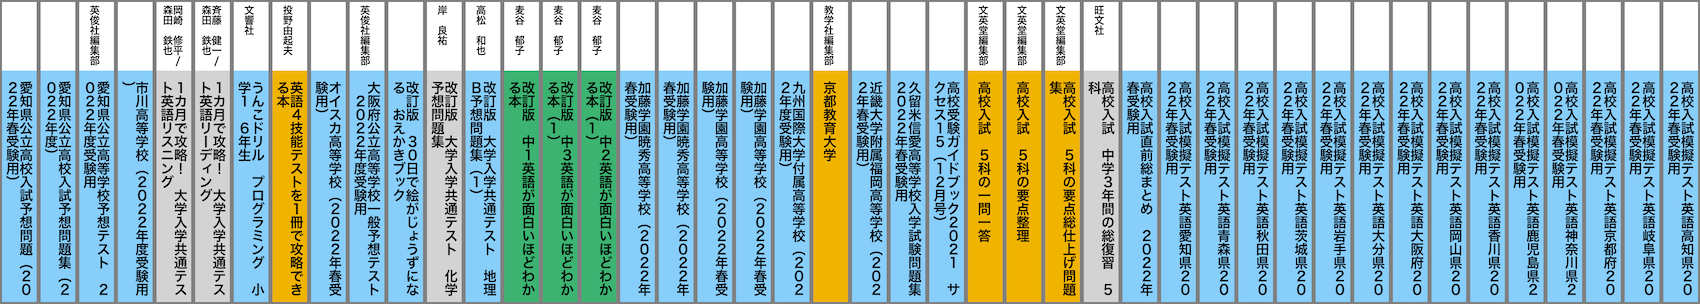 愛知県公立高校入試予想問題（20
22年春受験用）
愛知県公立高校入試予想問題集（2
022年度）
英俊社編集部
愛知県公立高等学校予想テスト　2
022年度受験用
市川高等学校（2022年度受験用
）
岡崎　修平/
森田　鉄也
1カ月で攻略！　大学入学共通テス
ト英語リスニング
斉藤　健一/
森田　鉄也
1カ月で攻略！　大学入学共通テス
ト英語リーディング
文響社
うんこドリル　プログラミング　小
学1　6年生
投野由起夫
英語4技能テストを1冊で攻略でき
る本
オイスカ高等学校（2022年春受
験用）
英俊社編集部
大阪府公立高等学校一般予想テスト
　2022年度受験用
改訂版　30日で絵がじょうずにな
る　おえかきブック
岸　良祐
改訂版　大学入学共通テスト　化学
予想問題集
高松　和也
改訂版　大学入学共通テスト　地理
B予想問題集（1）
麦谷　郁子
改訂版　中1英語が面白いほどわか
る本
麦谷　郁子
改訂版　中3英語が面白いほどわか
る本（1）
麦谷　郁子
改訂版　中2英語が面白いほどわか
る本（1）
加藤学園暁秀高等学校（2022年
春受験用）
加藤学園暁秀高等学校（2022年
春受験用）
加藤学園高等学校（2022年春受
験用）
加藤学園高等学校（2022年春受
験用）
九州国際大学付属高等学校（202
2年度受験用）
教学社編集部
京都教育大学
近畿大学附属福岡高等学校（202
2年春受験用）
久留米信愛高等学校入学試験問題集
2022年春受験用
高校受験ガイドブック2021　サ
クセス15（12月号）
文英堂編集部
高校入試　5科の一問一答
文英堂編集部
高校入試　5科の要点整理
文英堂編集部
高校入試　5科の要点総仕上げ問題
集
旺文社
高校入試　中学3年間の総復習　5
科
高校入試直前総まとめ　2022年
春受験用
高校入試模擬テスト英語愛知県20
22年春受験用
高校入試模擬テスト英語青森県20
22年春受験用
高校入試模擬テスト英語秋田県20
22年春受験用
高校入試模擬テスト英語茨城県20
22年春受験用
高校入試模擬テスト英語岩手県20
22年春受験用
高校入試模擬テスト英語大分県20
22年春受験用
高校入試模擬テスト英語大阪府20
22年春受験用
高校入試模擬テスト英語岡山県20
22年春受験用
高校入試模擬テスト英語香川県20
22年春受験用
高校入試模擬テスト英語鹿児島県2
022年春受験用
高校入試模擬テスト英語神奈川県2
022年春受験用
高校入試模擬テスト英語京都府20
22年春受験用
高校入試模擬テスト英語岐阜県20
22年春受験用
高校入試模擬テスト英語高知県20
22年春受験用